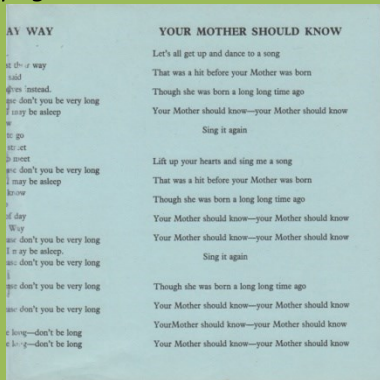 AY WAY
way
said
instead.
don't you be very long
I may be asleep
to go
street
meet
don't you be very long
I may be asleep
know
of day
Way
don't you be very long
I may be asleep.
don't you be very long
don't you be very long
don't you be very long
long—don't be long
long—don't be long
YOUR MOTHER SHOULD KNOW
Let's all get up and dance to a song
That was a hit before your Mother was born
Though she was born a long long time ago
Your Mother should know—your Mother should know
Sing it again
Lift up your hearts and sing me a song
That was a hit before your Mother was born
Though she was born a long long time ago
Your Mother should know—your Mother should know
Your Mother should know—your Mother should know
Sing it again
Though she was born a long long time ago
Your Mother should know—your Mother should know
YourMother should know—your Mother should know
Your Mother should know—your Mother should know